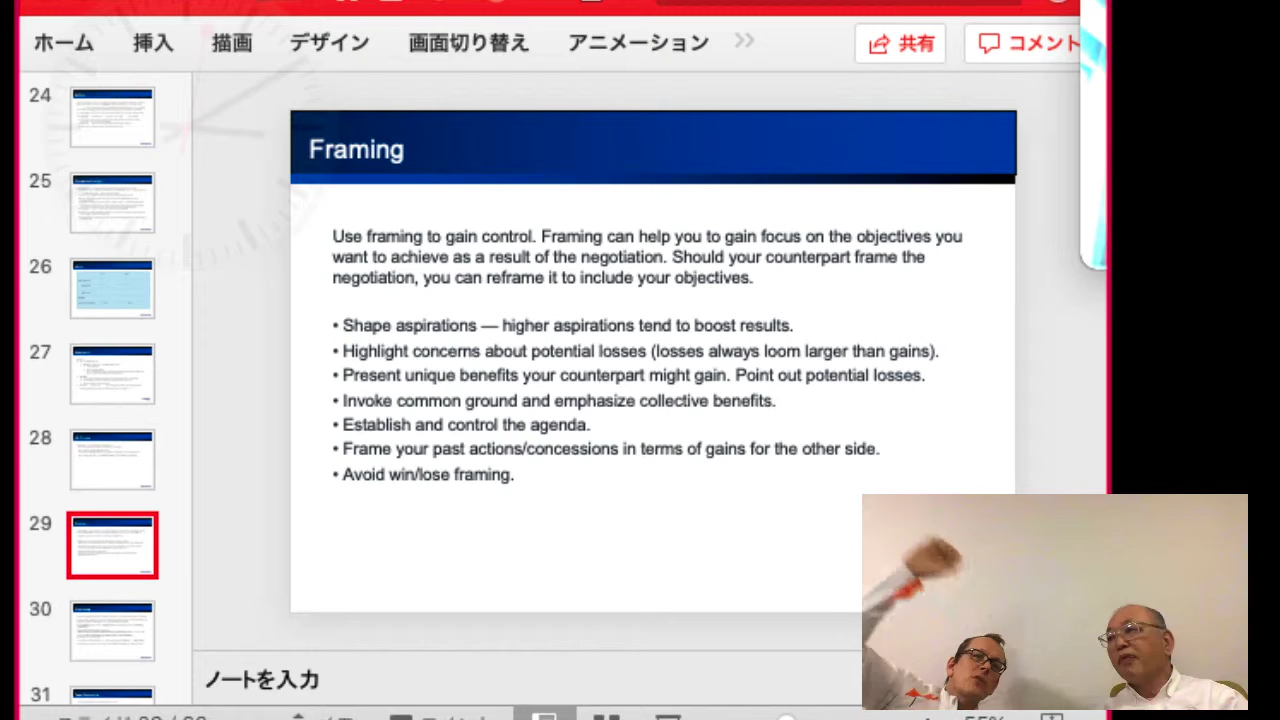 ホーム 挿入 描画 デザイン 画面切り替え アニメーション 共有 コメント
24
25
26
27
28
29
30
31
Framing
Use framing to gain control. Framing can help you to gain focus on the objectives you
want to achieve as a result of the negotiation. Should your counterpart frame the
negotiation, you can reframe it to include your objectives.
• Shape aspirations — higher aspirations tend to boost results.
• Highlight concerns about potential losses (losses always loom larger than gains).
• Present unique benefits your counterpart might gain. Point out potential losses.
• Invoke common ground and emphasize collective benefits.
• Establish and control the agenda.
• Frame your past actions/concessions in terms of gains for the other side.
• Avoid win/lose framing.
ノートを入力